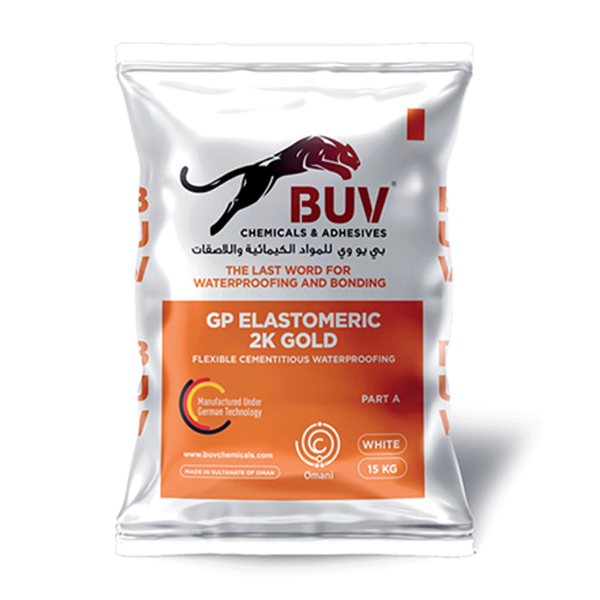 BUV®
CHEMICALS & ADHESIVES
بي يو وي للمواد الكيميائية واللاصقات
THE LAST WORD FOR
WATERPROOFING AND BONDING
GP ELASTOMERIC
2K GOLD
FLEXIBLE CEMENTITIOUS WATERPROOFING
Manufactured Under
German Technology
PART A
www.buvchemicals.com
MADE IN SULTANATE OF OMAN
Omani
WHITE
15 KG
B
U
V
B
U
V
B
U
V
B
U
V